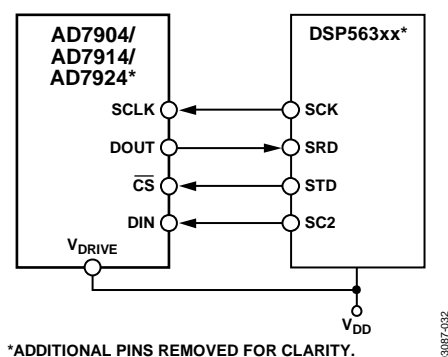 AD7904/
AD7914/
AD7924*
DSP563xx*
SCLK
SCK
DOUT
SRD
CS
STD
DIN
SC2
VDRIVE
VDD
*ADDITIONAL PINS REMOVED FOR CLARITY.
03087-032